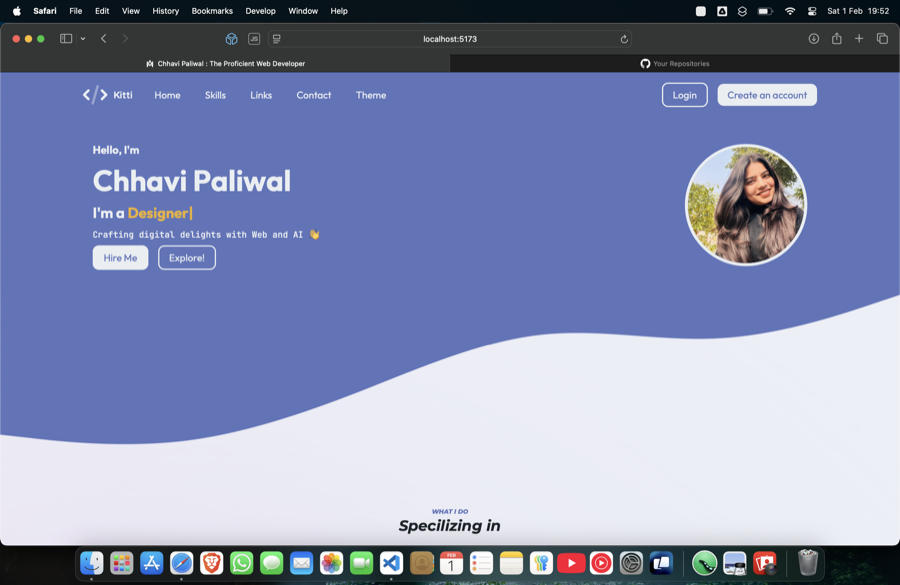 Safari File Edit View History Bookmarks Develop Window Help Sat 1 Feb 19:52
localhost:5173
Chhavi Paliwal : The Proficient Web Developer Your Repositories
</> Kitti Home Skills Links Contact Theme Login Create an account
Hello, I'm
Chhavi Paliwal
I'm a Designer|
Crafting digital delights with Web and AI 👋
Hire Me Explore!
WHAT I DO
Specilizing in
FEB
1